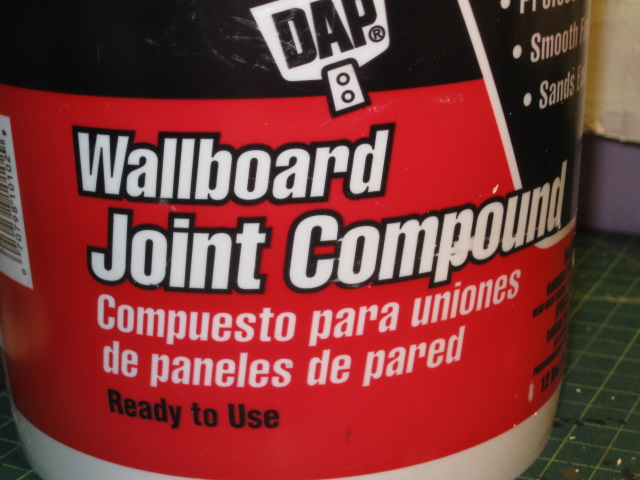 DAP®
Smooth
Sands
Wallboard
Joint Compound
Compuesto para uniones
de paneles de pared
Ready to Use